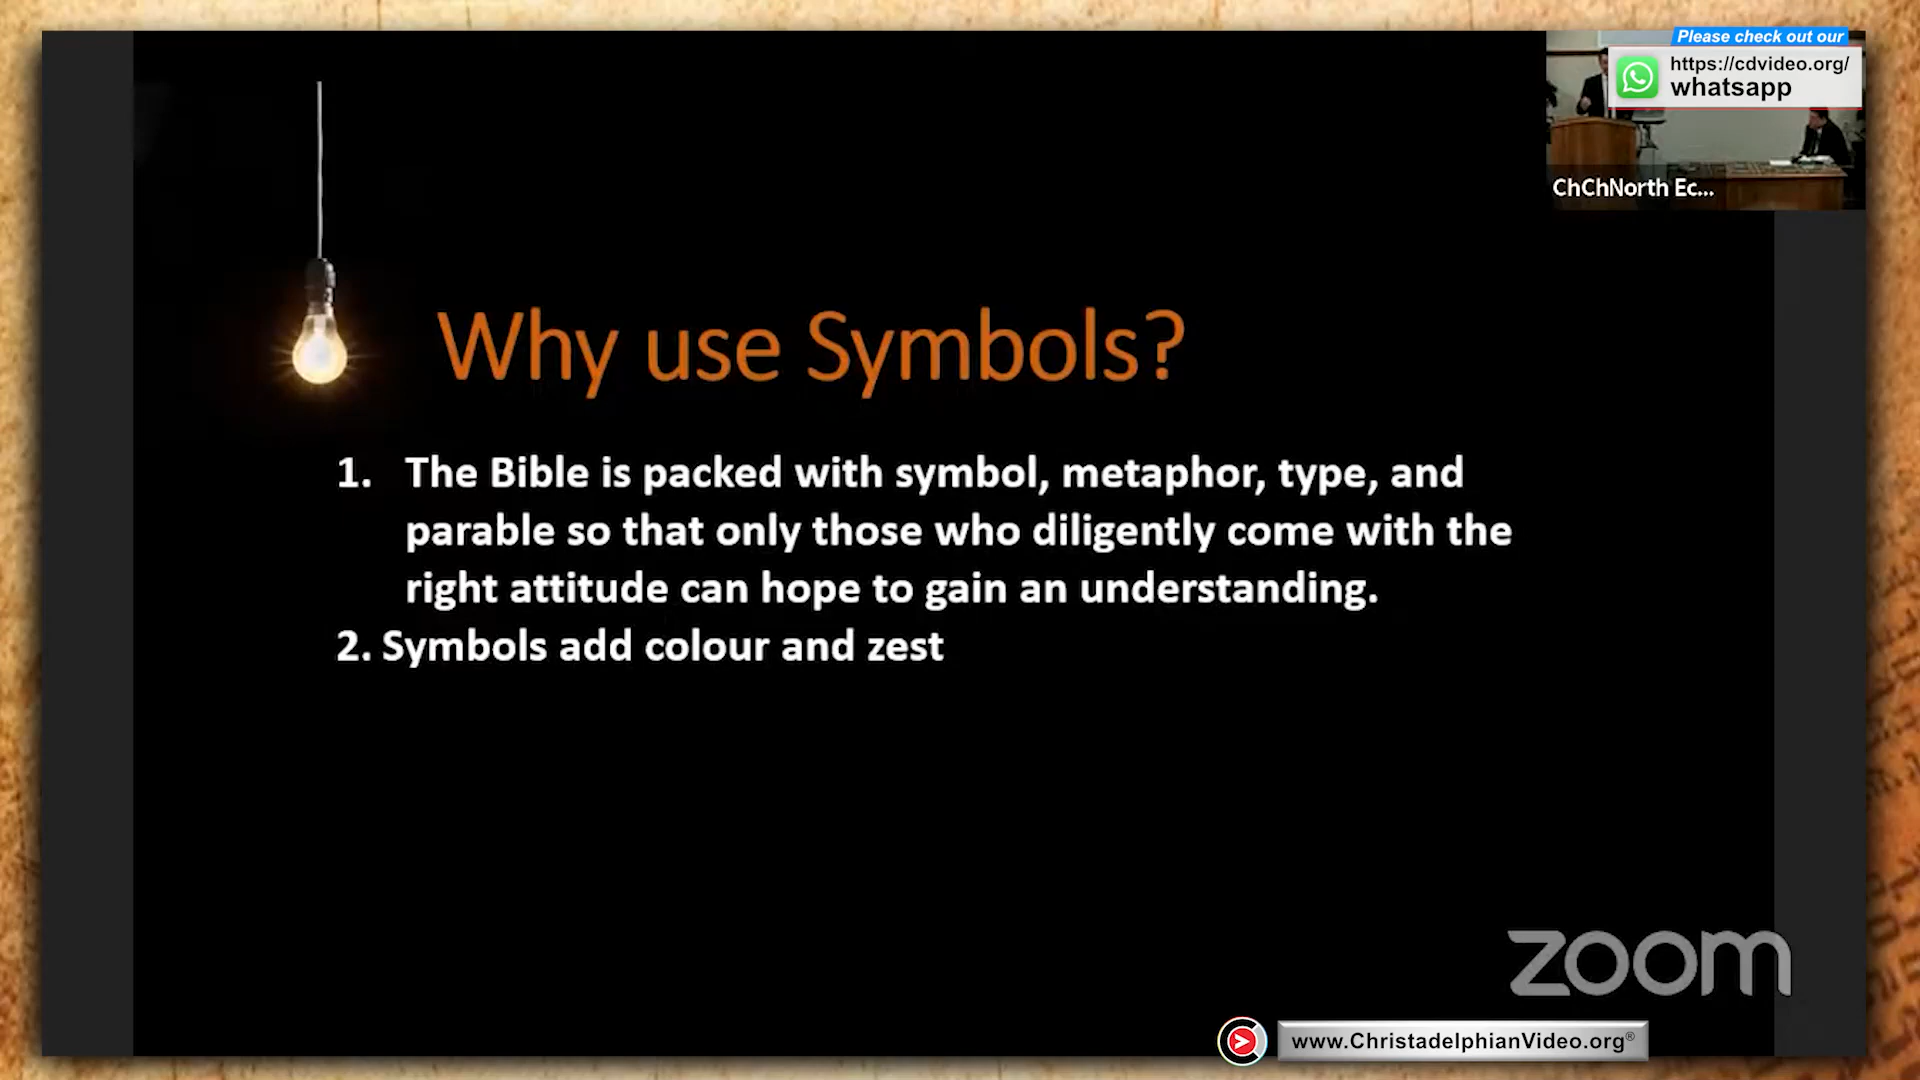 Please check out our
https://cdvideo.org/
whatsapp
ChChNorth Ec...
Why use Symbols?
1. The Bible is packed with symbol, metaphor, type, and
parable so that only those who diligently come with the
right attitude can hope to gain an understanding.
2. Symbols add colour and zest
zoom
www.ChristadelphianVideo.org®